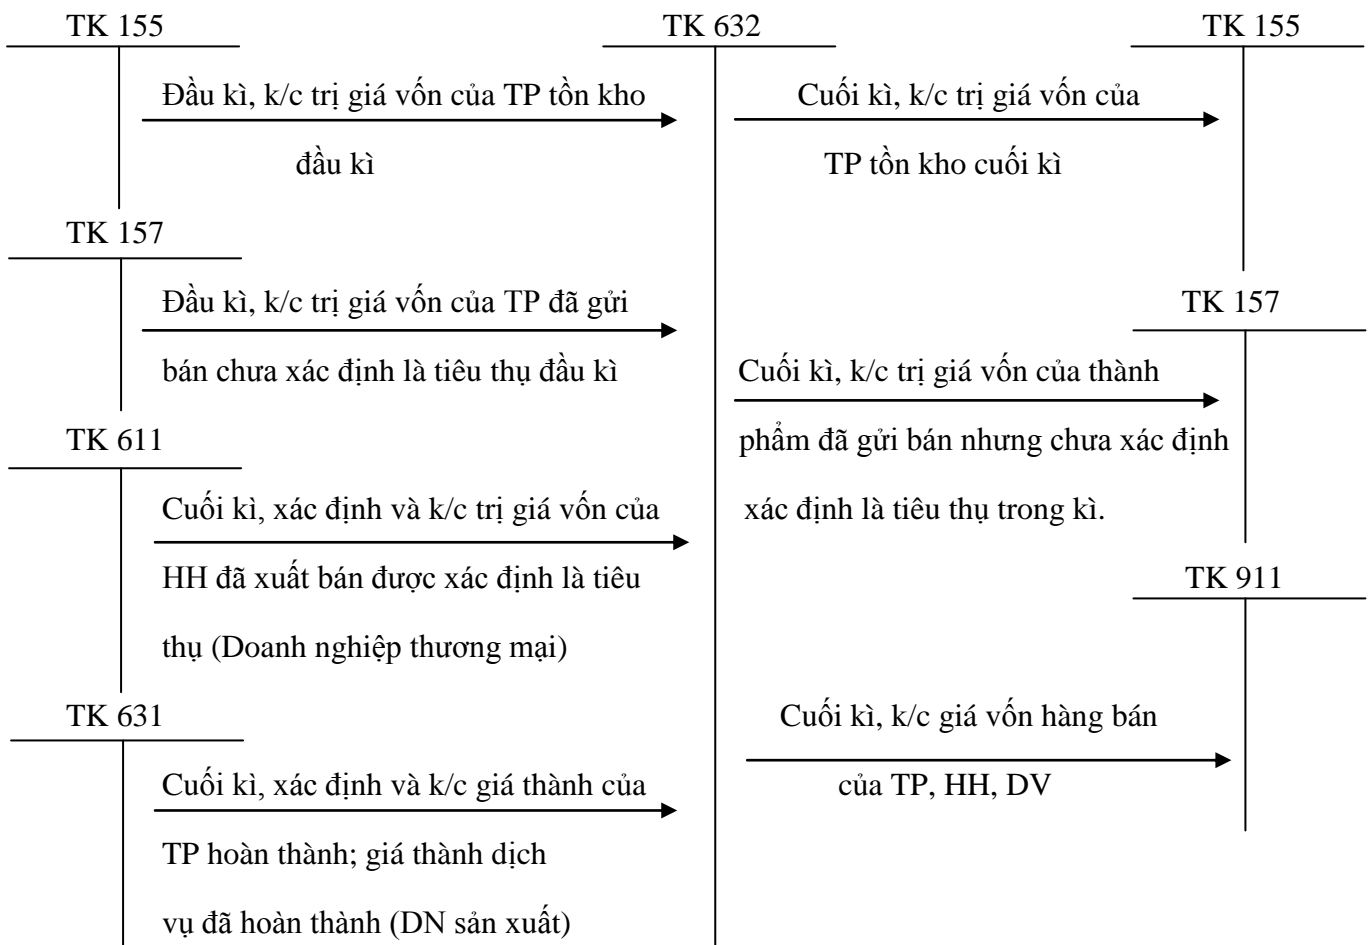 TK 155
TK 632
TK 155
Đầu kì, k/c trị giá vốn của TP tồn kho
đầu kì
Cuối kì, k/c trị giá vốn của
TP tồn kho cuối kì
TK 157
Đầu kì, k/c trị giá vốn của TP đã gửi
bán chưa xác định là tiêu thụ đầu kì
TK 157
Cuối kì, k/c trị giá vốn của thành
phẩm đã gửi bán nhưng chưa xác định
xác định là tiêu thụ trong kì.
TK 611
Cuối kì, xác định và k/c trị giá vốn của
HH đã xuất bán được xác định là tiêu
thụ (Doanh nghiệp thương mại)
TK 911
Cuối kì, k/c giá vốn hàng bán
của TP, HH, DV
TK 631
Cuối kì, xác định và k/c giá thành của
TP hoàn thành; giá thành dịch
vụ đã hoàn thành (DN sản xuất)